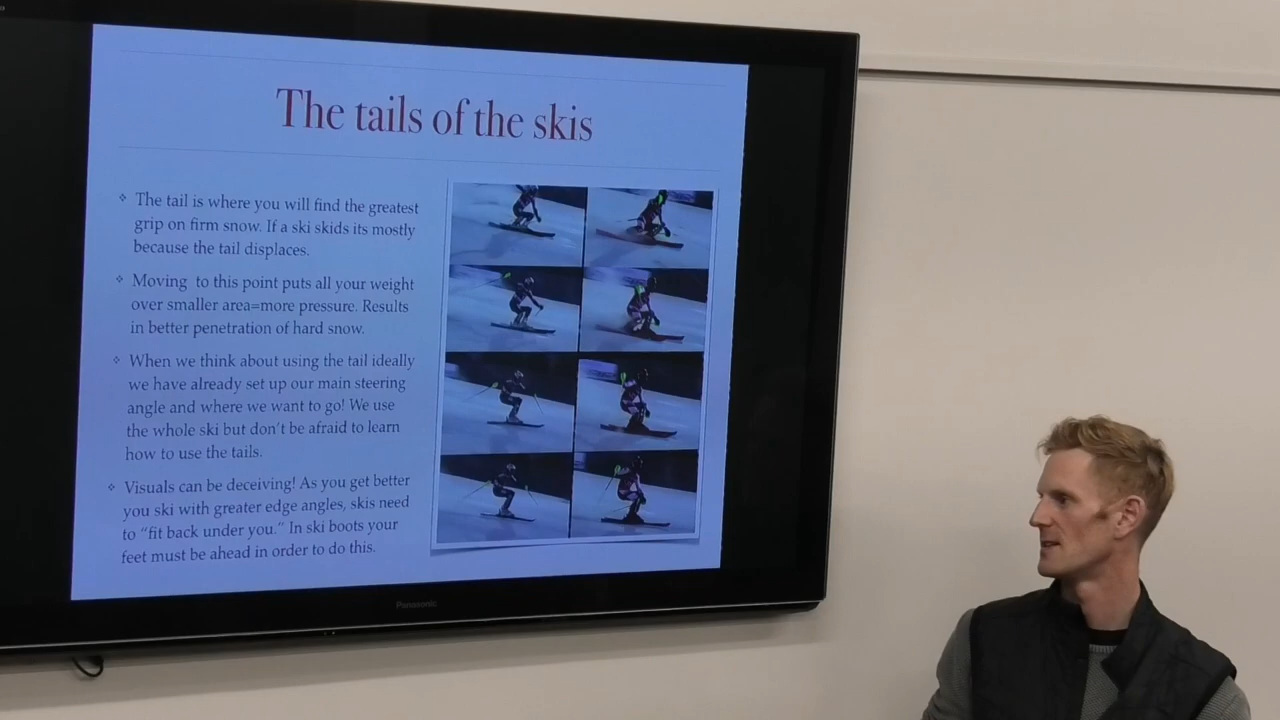 The tails of the skis
The tail is where you will find the greatest
grip on firm snow. If a ski skids its mostly
because the tail displaces.
Moving to this point puts all your weight
over smaller area=more pressure. Results
in better penetration of hard snow.
When we think about using the tail ideally
we have already set up our main steering
angle and where we want to go! We use
the whole ski but don't be afraid to learn
how to use the tails.
Visuals can be deceiving! As you get better
you ski with greater edge angles, skis need
to “fit back under you.” In ski boots your
feet must be ahead in order to do this.
Panasonic